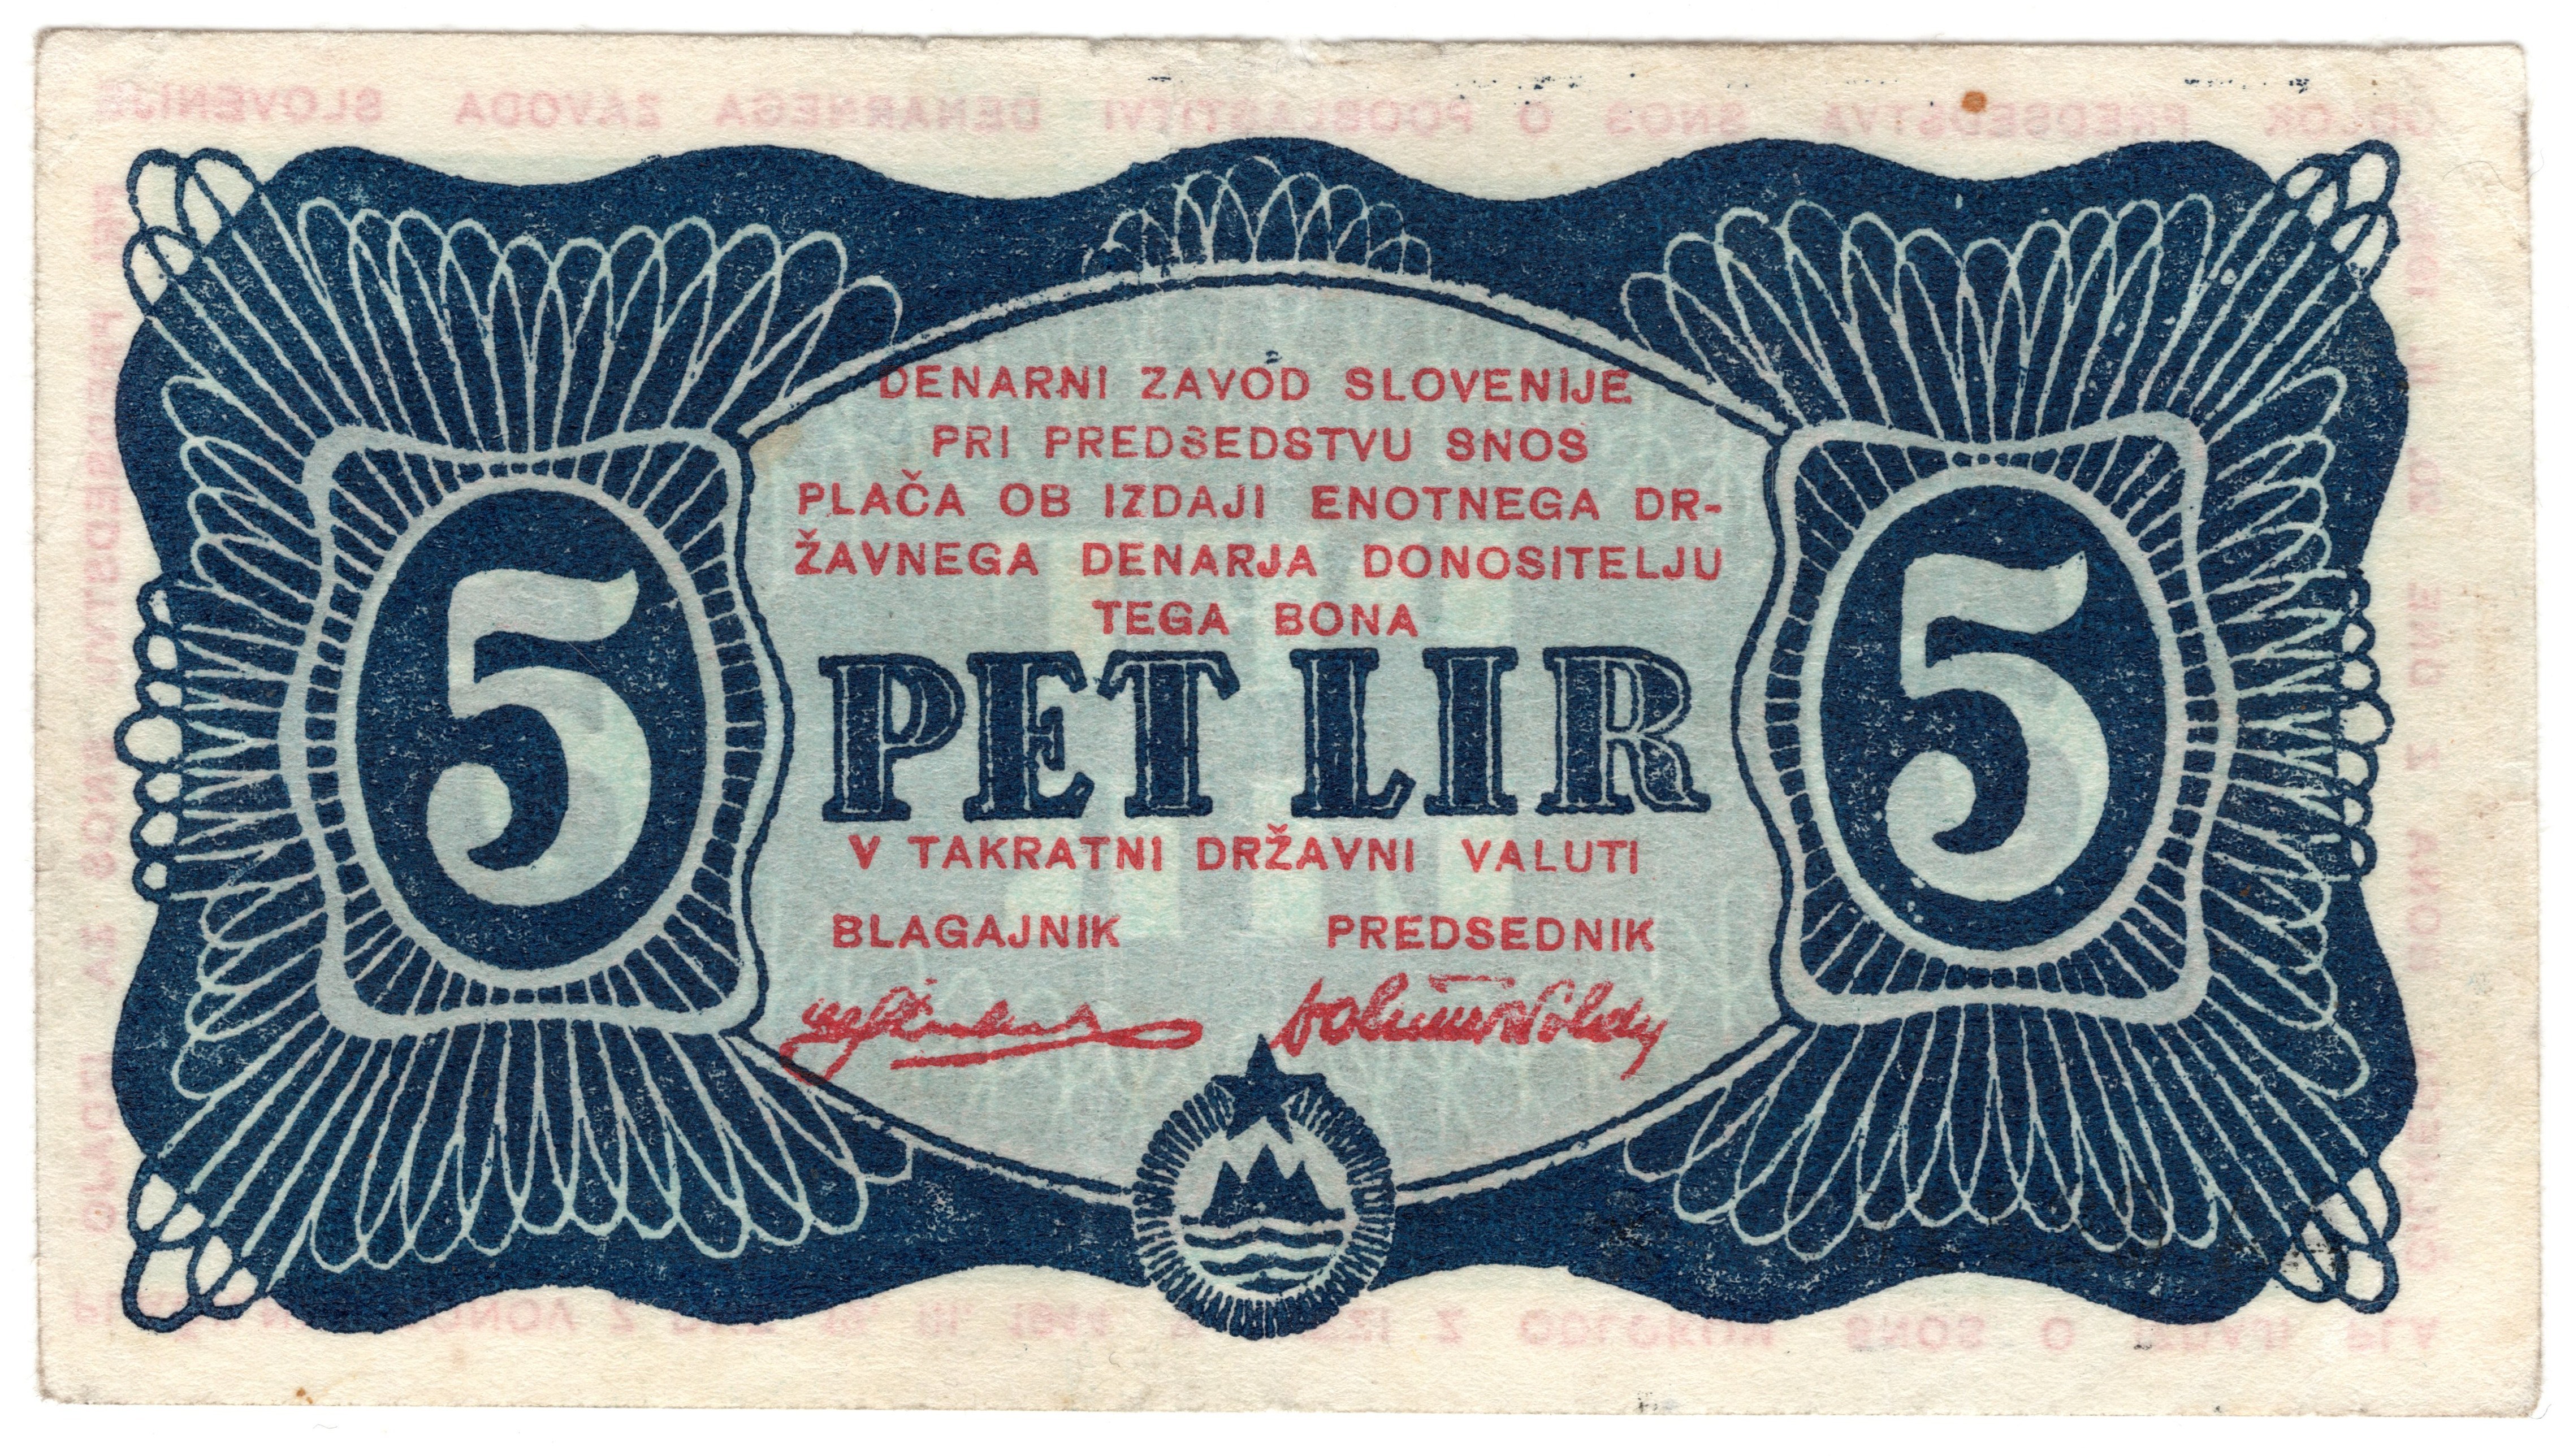 5
DENARNI ZAVOD SLOVENIJE
PRI PREDSEDSTVU SNOS
PLAČA OB IZDAJI ENOTNEGA DR-
ŽAVNEGA DENARJA DONOSITELJU
TEGA BONA
PET LIR
V TAKRATNI DRŽAVNI VALUTI
BLAGAJNIK PREDSEDNIK
5